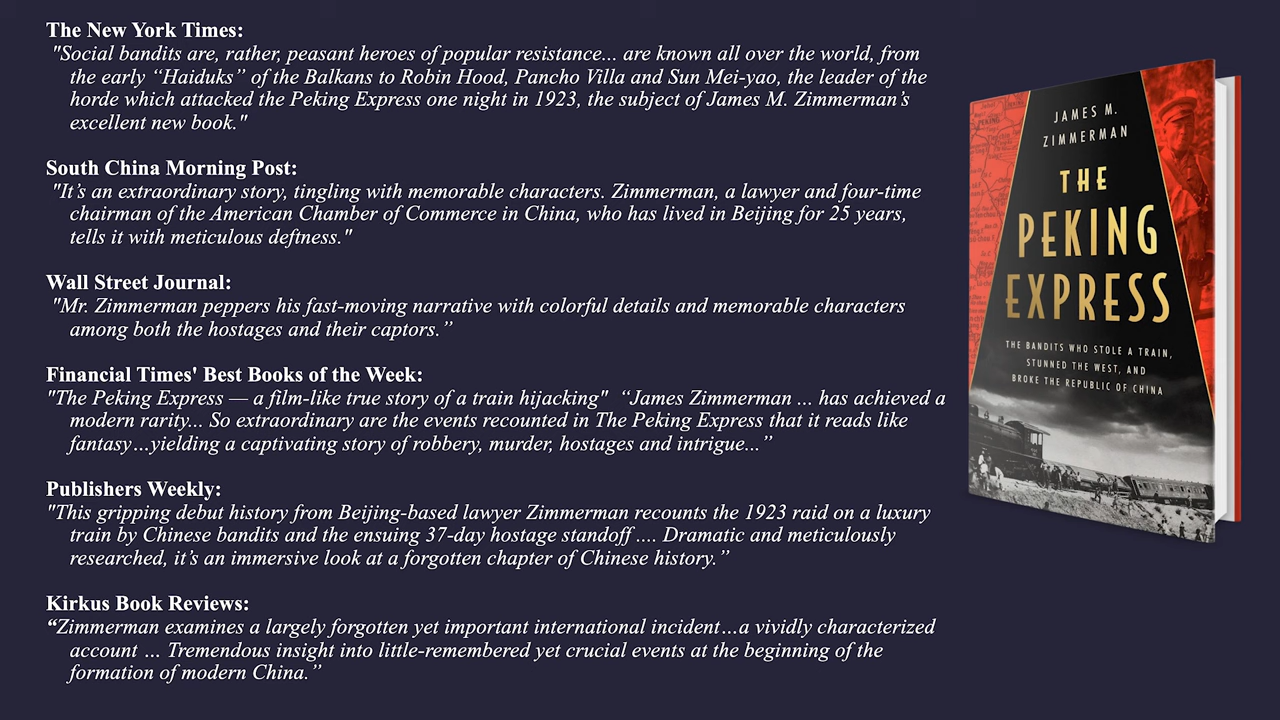 The New York Times:
"Social bandits are, rather, peasant heroes of popular resistance... are known all over the world, from
the early “Haiduks” of the Balkans to Robin Hood, Pancho Villa and Sun Mei-yao, the leader of the
horde which attacked the Peking Express one night in 1923, the subject of James M. Zimmerman’s
excellent new book."
South China Morning Post:
"It’s an extraordinary story, tingling with memorable characters. Zimmerman, a lawyer and four-time
chairman of the American Chamber of Commerce in China, who has lived in Beijing for 25 years,
tells it with meticulous deftness."
Wall Street Journal:
"Mr. Zimmerman peppers his fast-moving narrative with colorful details and memorable characters
among both the hostages and their captors.”
Financial Times' Best Books of the Week:
"The Peking Express — a film-like true story of a train hijacking" “James Zimmerman ... has achieved a
modern rarity... So extraordinary are the events recounted in The Peking Express that it reads like
fantasy…yielding a captivating story of robbery, murder, hostages and intrigue...”
Publishers Weekly:
"This gripping debut history from Beijing-based lawyer Zimmerman recounts the 1923 raid on a luxury
train by Chinese bandits and the ensuing 37-day hostage standoff .... Dramatic and meticulously
researched, it’s an immersive look at a forgotten chapter of Chinese history.”
Kirkus Book Reviews:
“Zimmerman examines a largely forgotten yet important international incident…a vividly characterized
account … Tremendous insight into little-remembered yet crucial events at the beginning of the
formation of modern China.”
JAMES M.
ZIMMERMAN
THE
PEKING
EXPRESS
THE BANDITS WHO STOLE A TRAIN,
STUNNED THE WEST, AND
BROKE THE REPUBLIC OF CHINA
PEKING